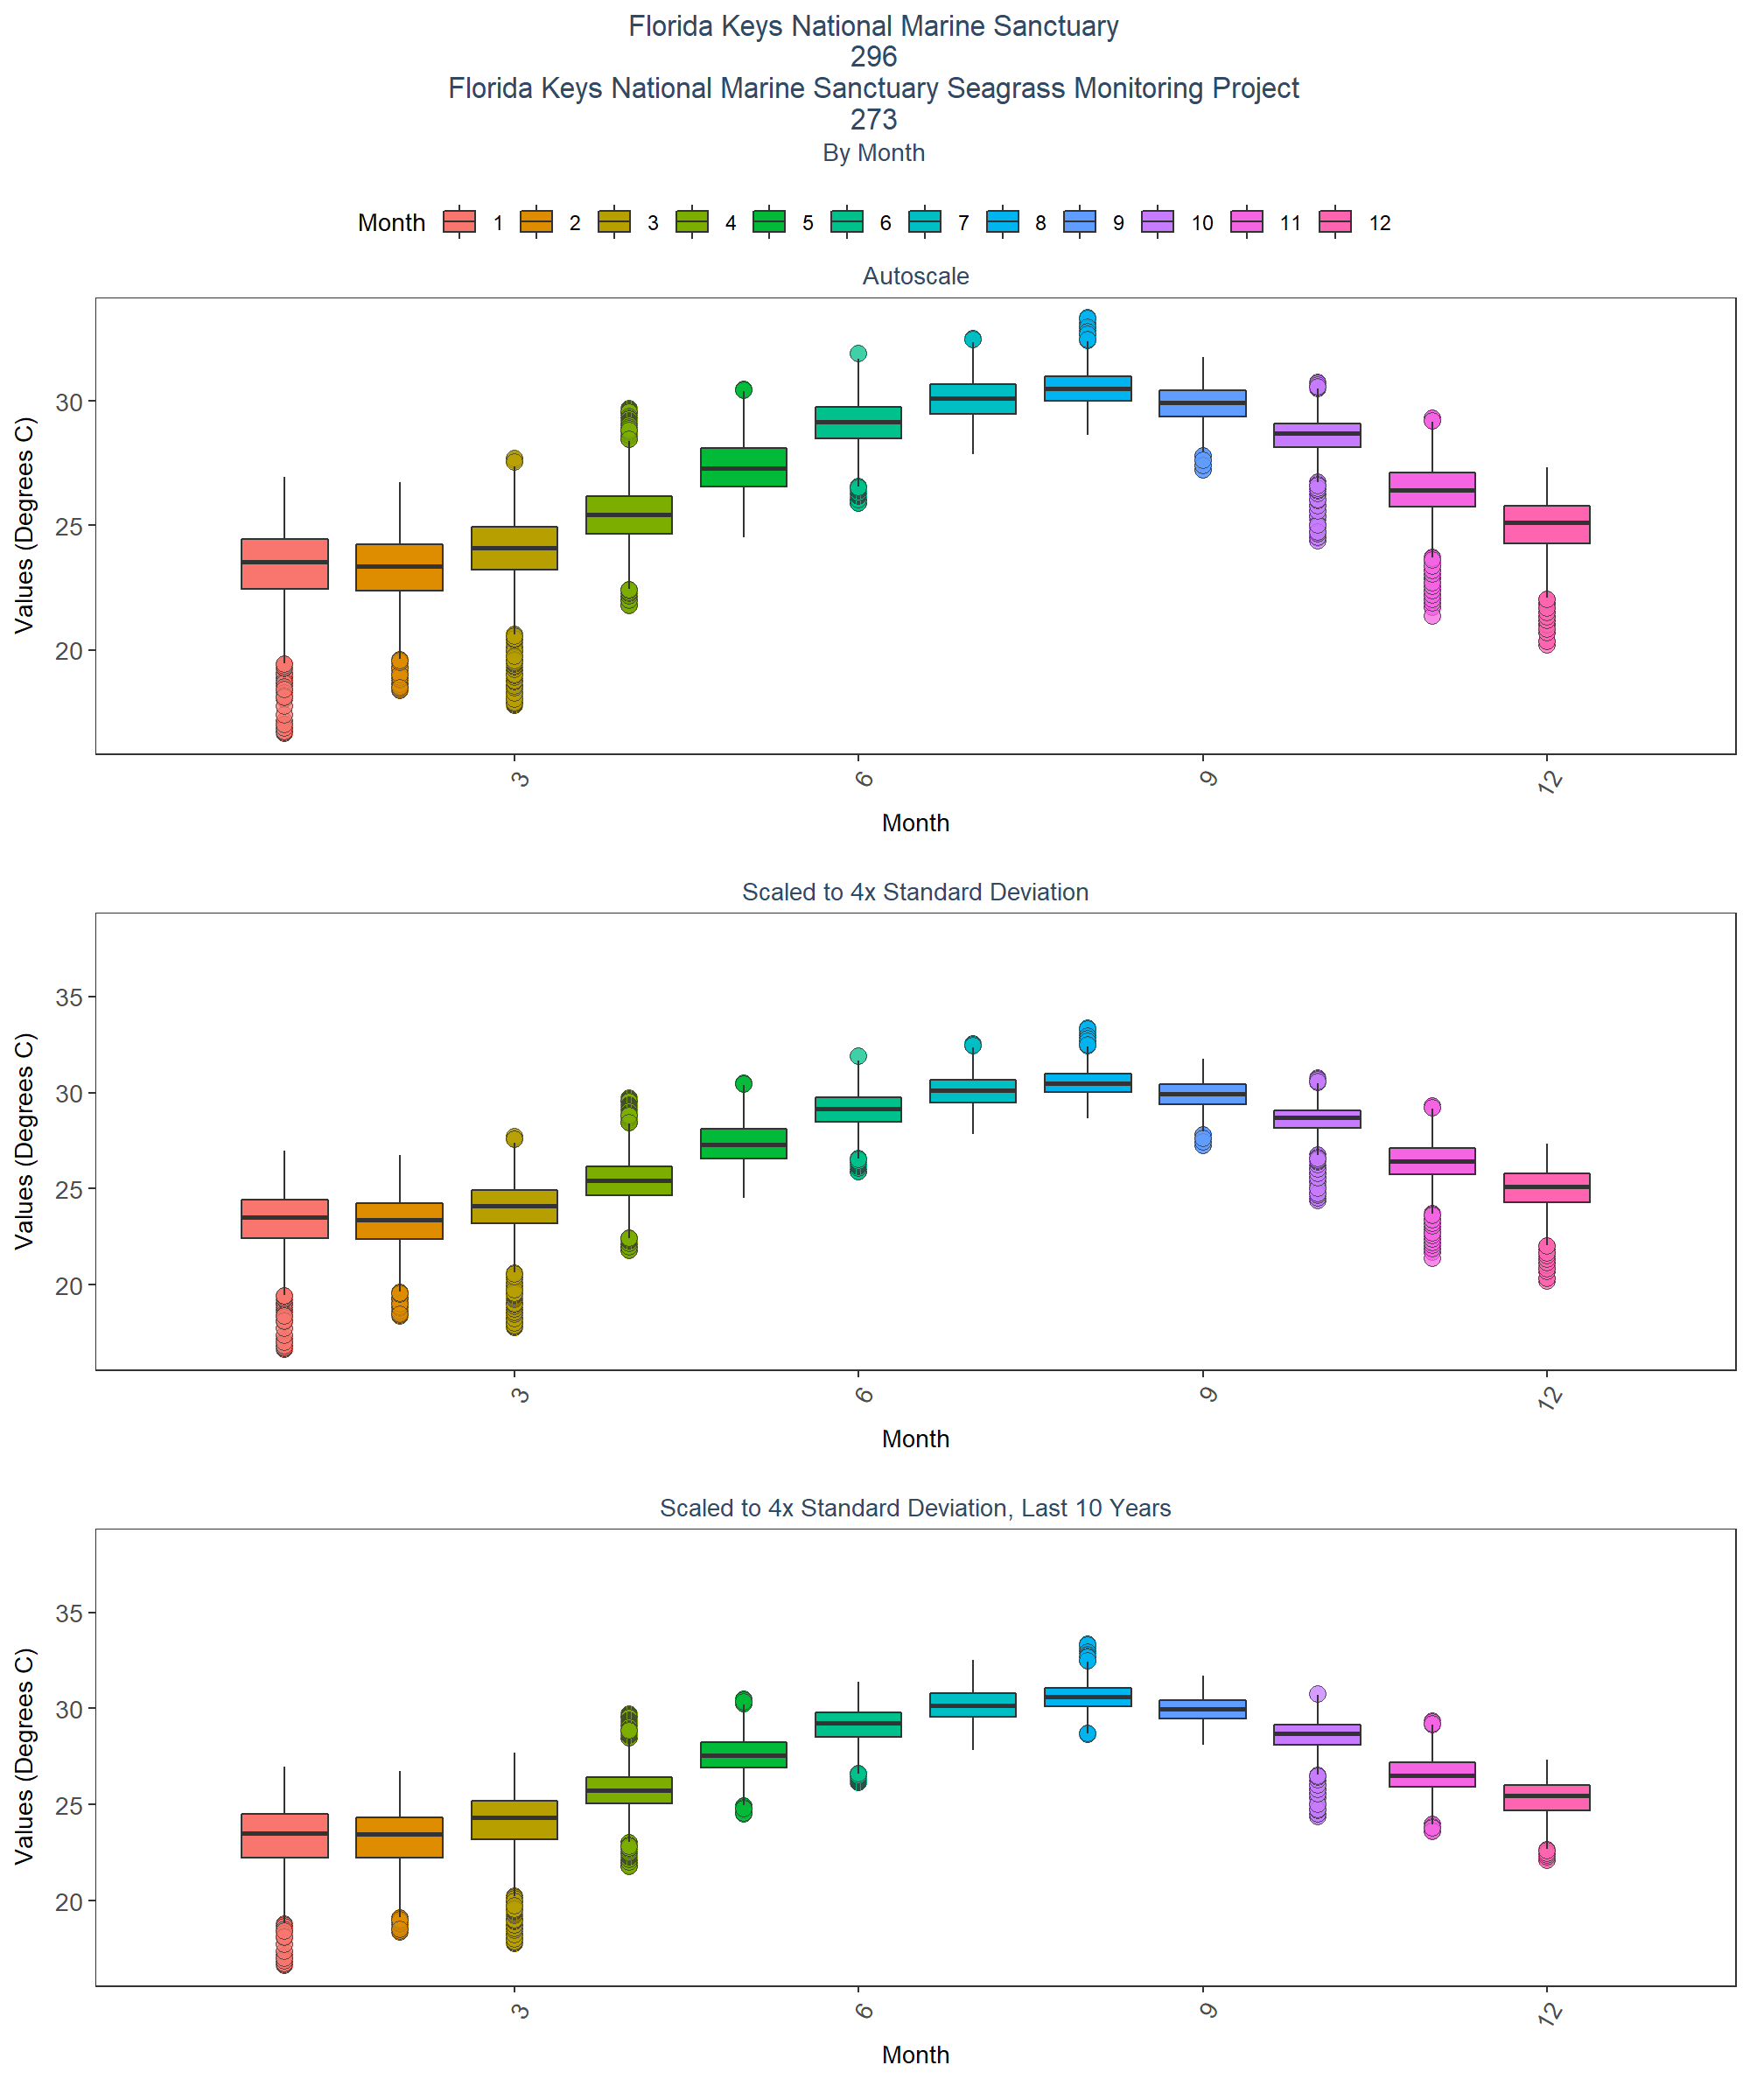 Florida Keys National Marine Sanctuary
296
Florida Keys National Marine Sanctuary Seagrass Monitoring Project
273
By Month
Month 1 2 3 4 5 6 7 8 9 10 11 12
Autoscale
Values (Degrees C)
30
25
20
3 6 9 12
Month
Scaled to 4x Standard Deviation
Values (Degrees C)
35
30
25
20
3 6 9 12
Month
Scaled to 4x Standard Deviation, Last 10 Years
Values (Degrees C)
35
30
25
20
3 6 9 12
Month